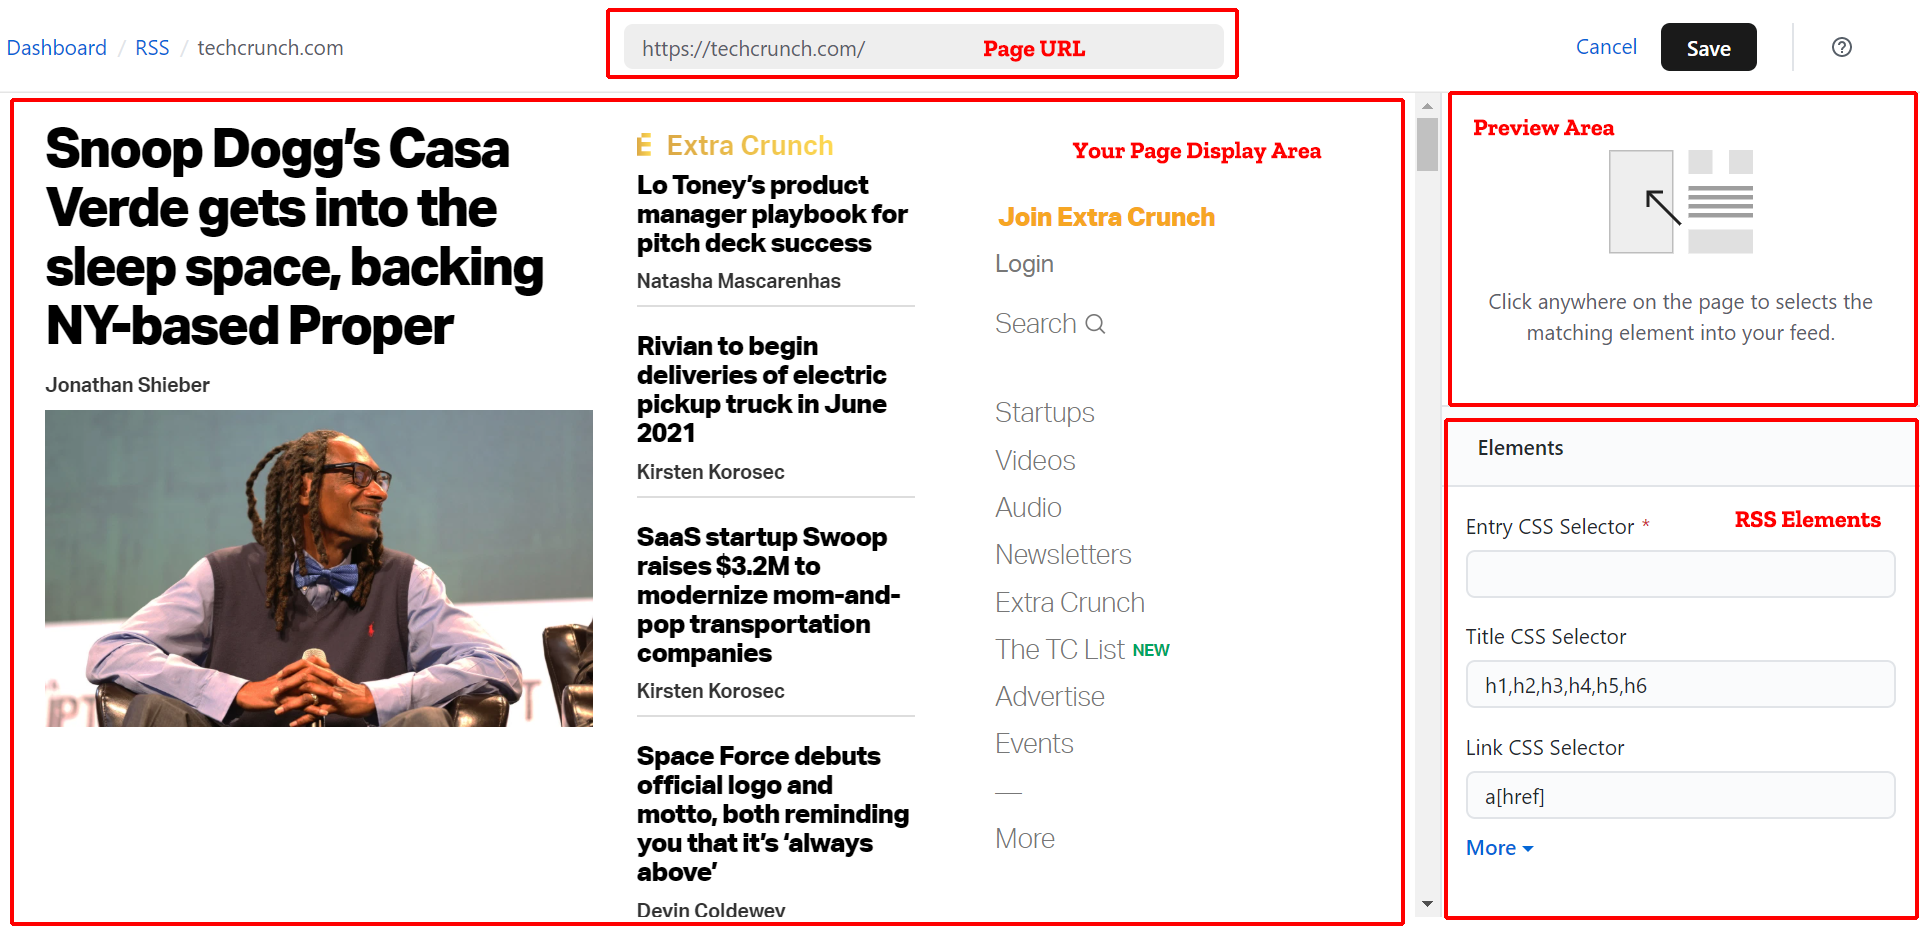 Dashboard / RSS / techcrunch.com
https://techcrunch.com/
Page URL
Cancel
Save
Snoop Dogg's Casa
Verde gets into the
sleep space, backing
NY-based Proper
Jonathan Shieber
Extra Crunch
Lo Toney's product
manager playbook for
pitch deck success
Natasha Mascarenhas
Rivian to begin
deliveries of electric
pickup truck in June
2021
Kirsten Korosec
SaaS startup Swoop
raises $3.2M to
modernize mom-and-
pop transportation
companies
Kirsten Korosec
Space Force debuts
official logo and
motto, both reminding
you that it's 'always
above'
Devin Coldewey
Your Page Display Area
Join Extra Crunch
Login
Search
Startups
Videos
Audio
Newsletters
Extra Crunch
The TC List NEW
Advertise
Events
—
More
Preview Area
Click anywhere on the page to selects the
matching element into your feed.
Elements
RSS Elements
Entry CSS Selector *
Title CSS Selector
h1,h2,h3,h4,h5,h6
Link CSS Selector
a[href]
More